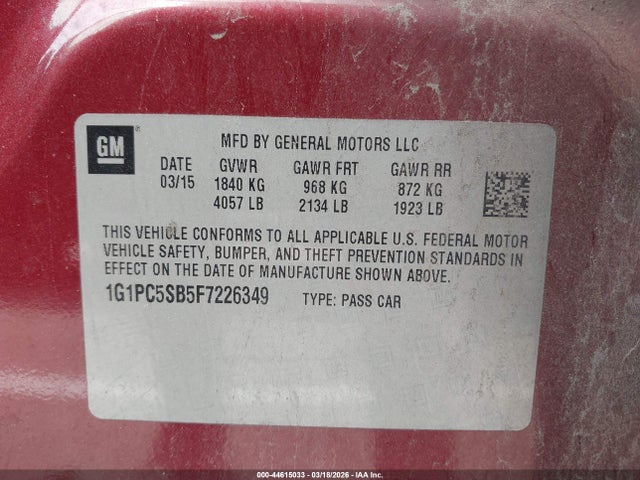 GM
MFD BY GENERAL MOTORS LLC
DATE GVWR GAWR FRT GAWR RR
03/15 1840 KG 968 KG 872 KG
4057 LB 2134 LB 1923 LB
THIS VEHICLE CONFORMS TO ALL APPLICABLE U.S. FEDERAL MOTOR
VEHICLE SAFETY, BUMPER, AND THEFT PREVENTION STANDARDS IN
EFFECT ON THE DATE OF MANUFACTURE SHOWN ABOVE.
1G1PC5SB5F7226349 TYPE: PASS CAR
000-44615033 - 03/18/2026 - IAA Inc.